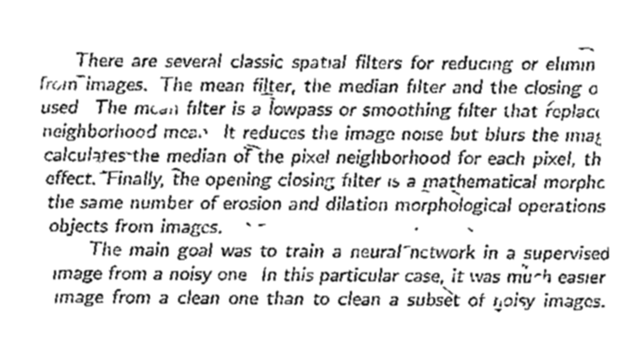 There are several classic spatial filters for reducing or elimin
from images. The mean filter, the median filter and the closing o
used The mean filter is a lowpass or smoothing filter that replac
neighborhood mean. It reduces the image noise but blurs the imag
calculates the median of the pixel neighborhood for each pixel, th
effect. Finally, the opening closing filter is a mathematical morpho
the same number of erosion and dilation morphological operations
objects from images.
The main goal was to train a neural network in a supervised
image from a noisy one In this particular case, it was much easier
image from a clean one than to clean a subset of noisy images.